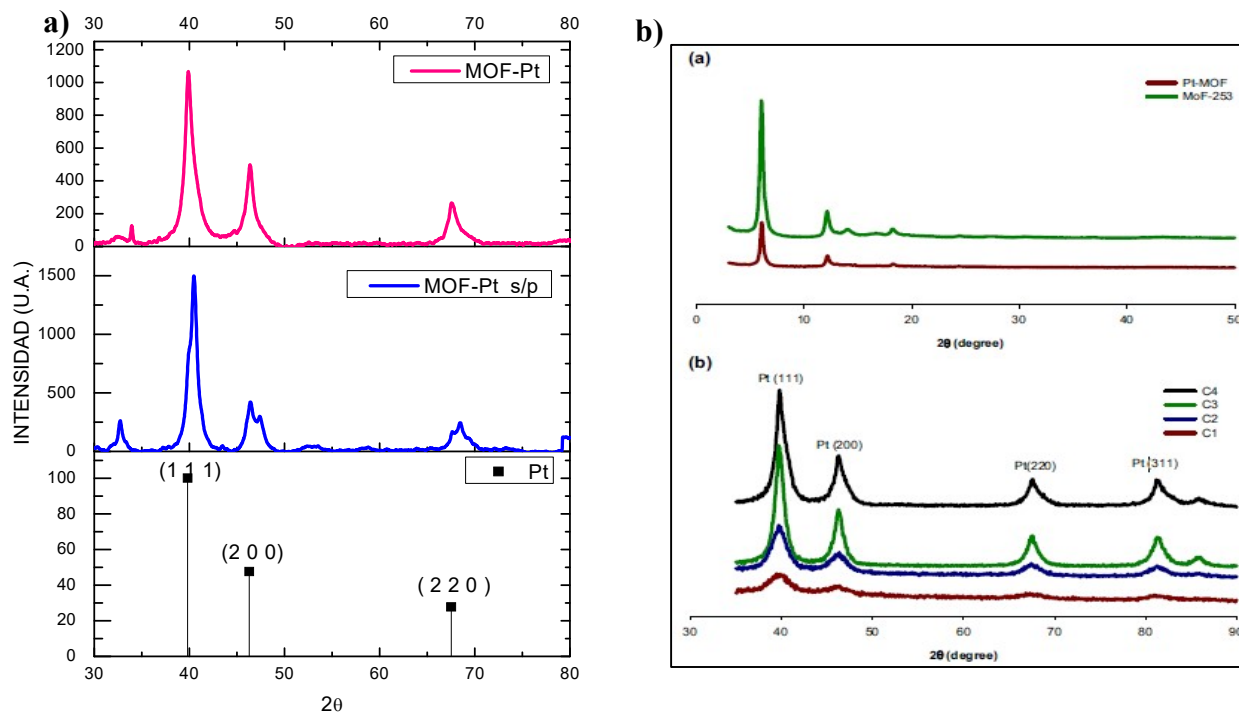 a)
30 40 50 60 70 80
1200
1000
800
600
400
200
0
MOF-Pt
1500
1000
500
0
MOF-Pt s/p
INTENSIDAD (U.A.)
100
80
60
40
20
0
(1 1 1)
(2 0 0)
(2 2 0)
Pt
30 40 50 60 70 80
2θ
b)
(a)
Pt-MOF
MoF-253
0 10 20 30 40 50
2θ (degree)
(b)
Pt (111)
Pt (200)
Pt(220)
Pt (311)
C4
C3
C2
C1
30 40 50 60 70 80 90
2θ (degree)